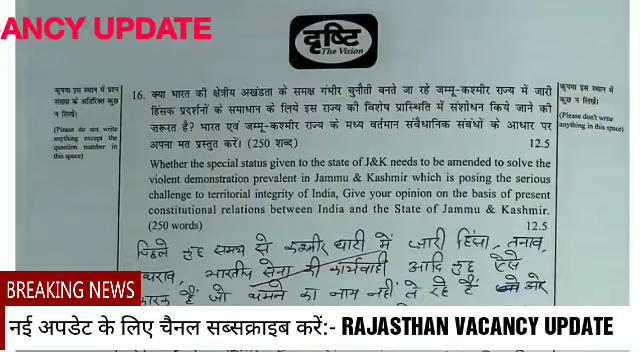 ANCY UPDATE
दृष्टि
The Vision
कृपया इस स्थान में प्रश्न
संख्या के अतिरिक्त कुछ
न लिखें।
(Please do not write
anything except the
question number in
this space)
16. क्या भारत की क्षेत्रीय अखंडता के समक्ष गंभीर चुनौती बनते जा रहे जम्मू-कश्मीर राज्य में जारी
हिंसक प्रदर्शनों के समाधान के लिये इस राज्य की विशेष प्रास्थिति में संशोधन किये जाने की
ज़रूरत है? भारत एवं जम्मू-कश्मीर राज्य के मध्य वर्तमान संवैधानिक संबंधों के आधार पर
अपना मत प्रस्तुत करें। (250 शब्द) 12.5
Whether the special status given to the state of J&K needs to be amended to solve the
violent demonstration prevalent in Jammu & Kashmir which is posing the serious
challenge to territorial integrity of India, Give your opinion on the basis of present
constitutional relations between India and the State of Jammu & Kashmir.
(250 words) 12.5
कृपया इस स्थान में
कुछ न लिखें।
(Please don't write
anything in this space)
पिछले कुछ समय से कश्मीर घाटी में जारी हिंसा, तनाव,
भारतीय सेना की कार्यवाही आदि कुछ ऐसे
कारक हैं जो थमने का नाम नहीं ले रहे हैं और
BREAKING NEWS
नई अपडेट के लिए चैनल सब्सक्राइब करें:- RAJASTHAN VACANCY UPDATE